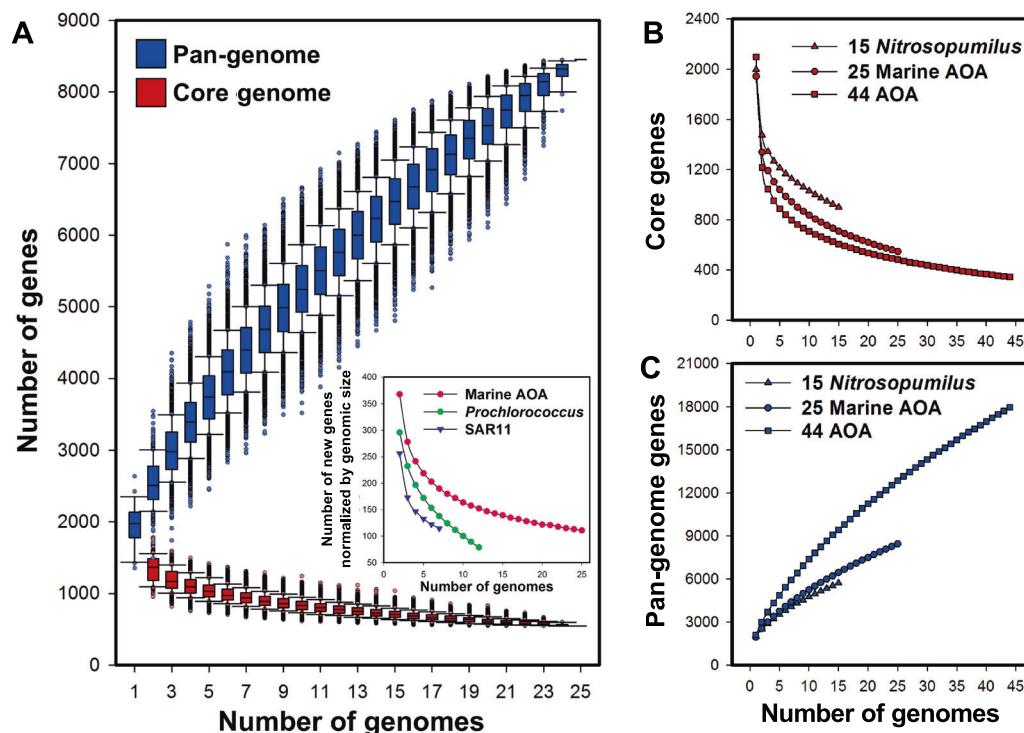 A
Number of genes
9000
8000
7000
6000
5000
4000
3000
2000
1000
0
Pan-genome
Core genome
1 3 5 7 9 11 13 15 17 19 21 23 25
Number of genomes
Number of new genes
normalized by genomic size
400
350
300
250
200
150
100
50
Marine AOA
Prochlorococcus
SAR11
0 5 10 15 20 25
Number of genomes
B
Core genes
2400
2000
1600
1200
800
400
0
15 Nitrosopumilus
25 Marine AOA
44 AOA
0 5 10 15 20 25 30 35 40 45
C
Pan-genome genes
21000
18000
15000
12000
9000
6000
3000
0
15 Nitrosopumilus
25 Marine AOA
44 AOA
0 5 10 15 20 25 30 35 40 45
Number of genomes